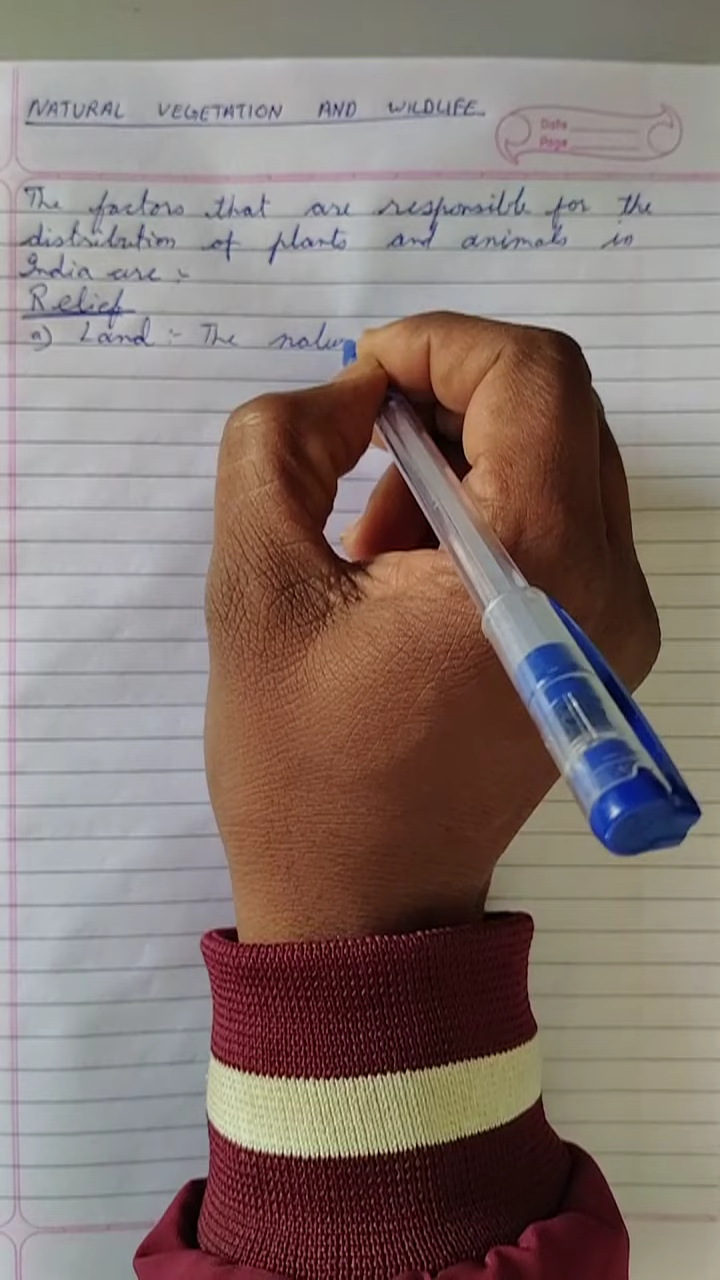 NATURAL VEGETATION AND WILDLIFE
Date
Page
The factors that are responsible for the
distribution of plants and animals in
India are :-
Relief
a) Land :- The natu